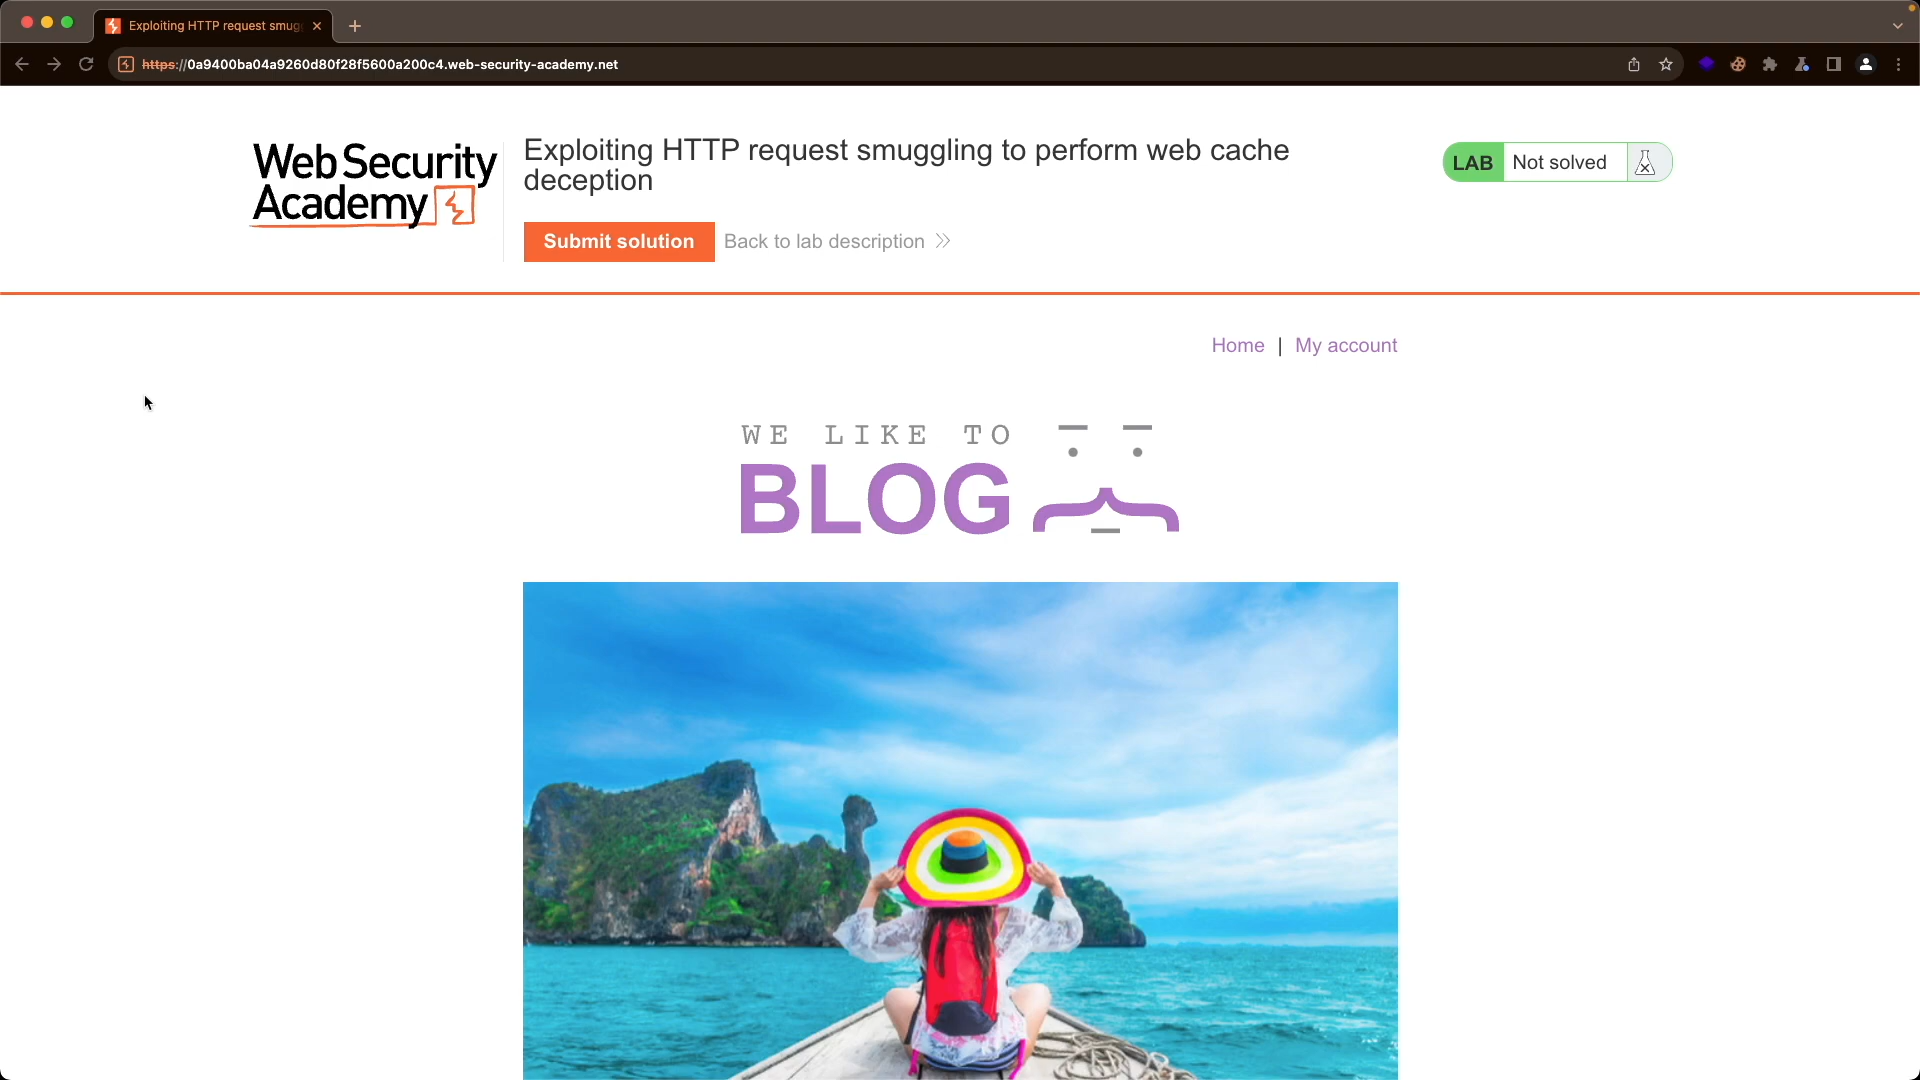 Exploiting HTTP request smug
https://0a9400ba04a9260d80f28f5600a200c4.web-security-academy.net
Web Security
Academy
Exploiting HTTP request smuggling to perform web cache
deception
LAB Not solved
Submit solution Back to lab description
Home | My account
WE LIKE TO
BLOG